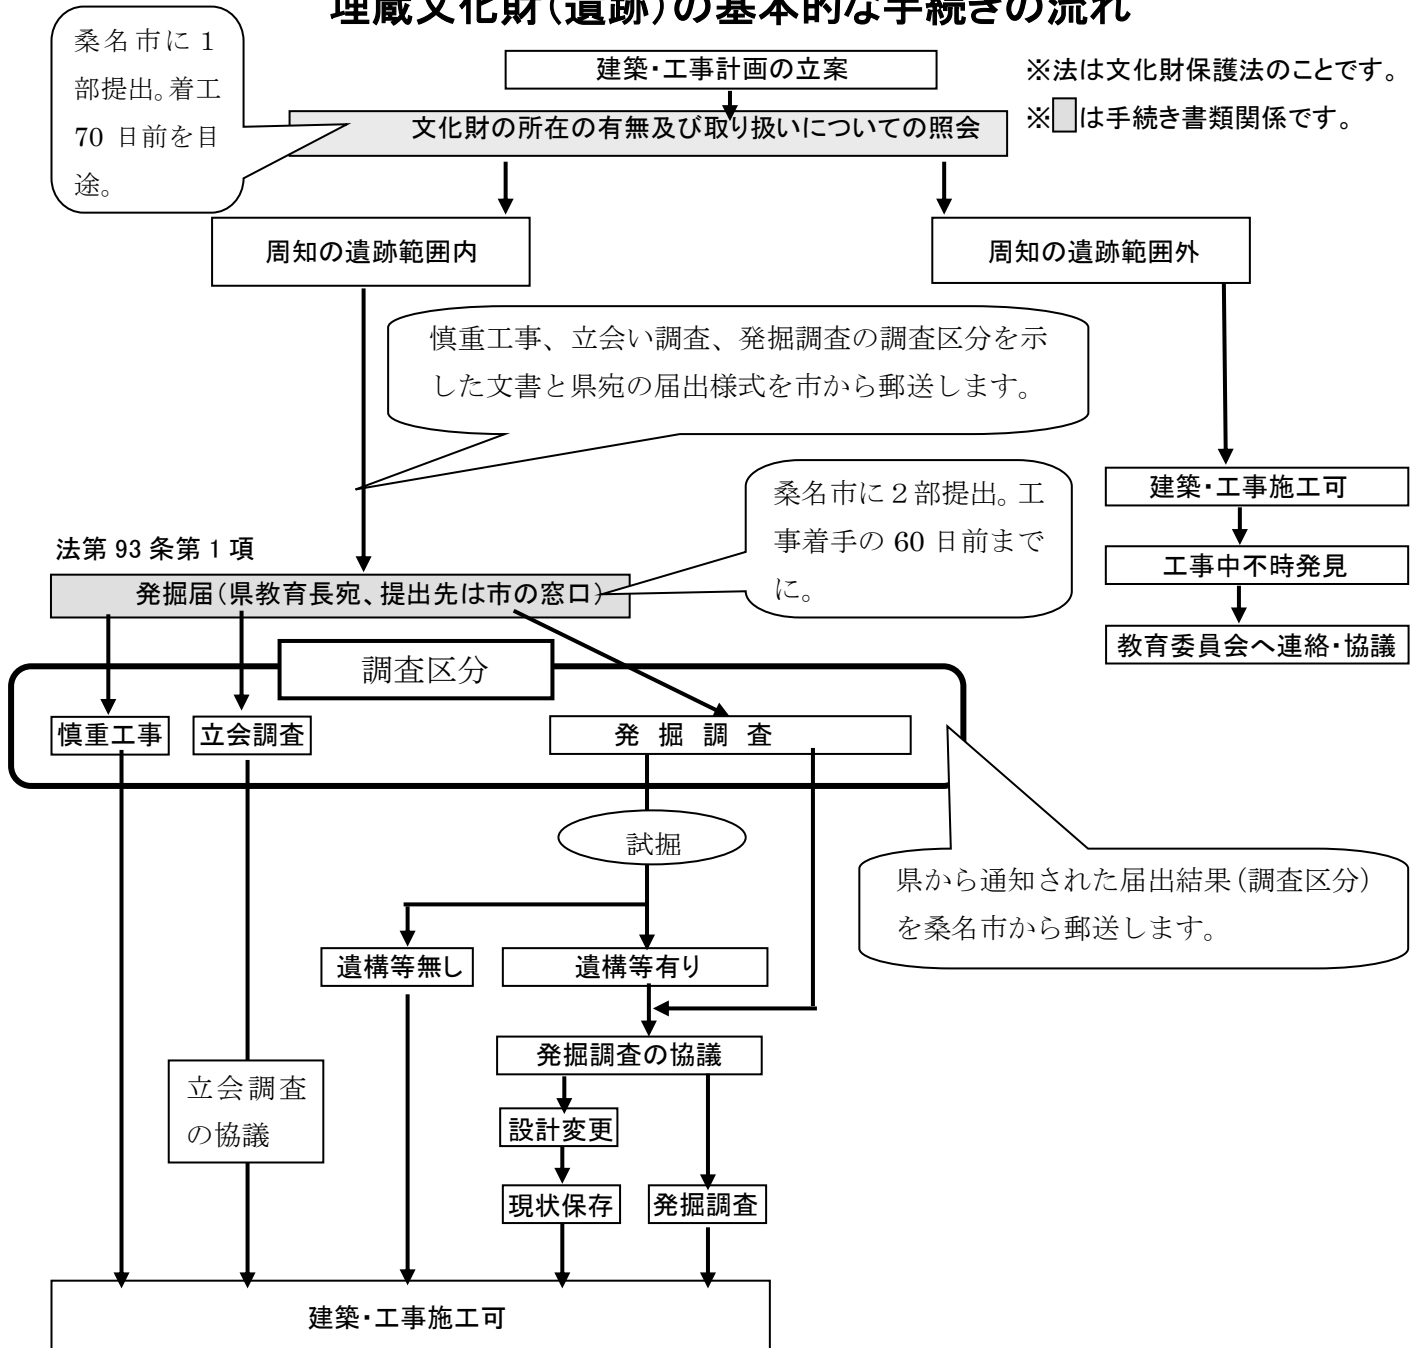 埋蔵文化財（遺跡）の基本的な手続きの流れ
桑名市に１
部提出。着工
70 日前を目
途。
建築・工事計画の立案
※法は文化財保護法のことです。
※　は手続き書類関係です。
文化財の所在の有無及び取り扱いについての照会
周知の遺跡範囲内
周知の遺跡範囲外
慎重工事、立会い調査、発掘調査の調査区分を示
した文書と県宛の届出様式を市から郵送します。
建築・工事施工可
工事中不時発見
教育委員会へ連絡・協議
桑名市に２部提出。工
事着手の 60 日前まで
に。
法第 93 条第 1 項
発掘届（県教育長宛、提出先は市の窓口）
調査区分
慎重工事
立会調査
発　掘　調　査
試掘
県から通知された届出結果（調査区分）
を桑名市から郵送します。
遺構等無し
遺構等有り
発掘調査の協議
立会調査
の協議
設計変更
現状保存
発掘調査
建築・工事施工可